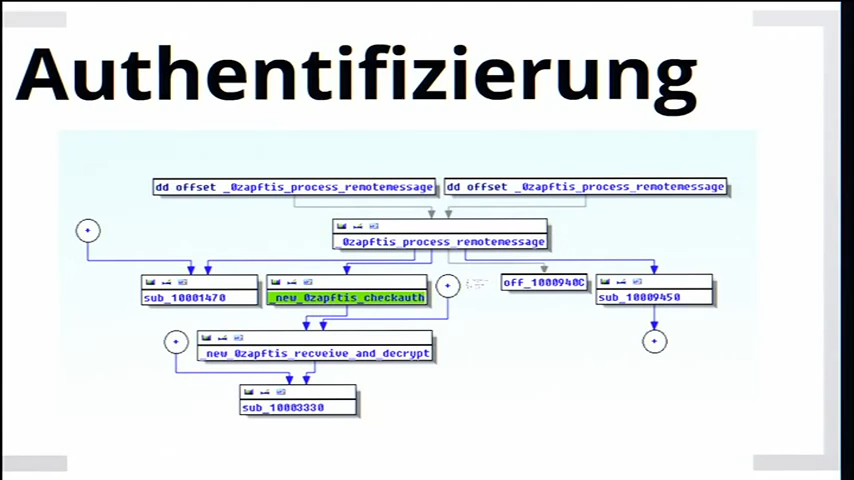 Authentifizierung
dd offset _0zapftis_process_remotemessage
dd offset _0zapftis_process_remotemessage
_0zapftis_process_remotemessage
sub_10001470
_new_0zapftis_checkauth
off_1000940C
sub_10009450
_new_0zapftis_recveive_and_decrypt
sub_10003330